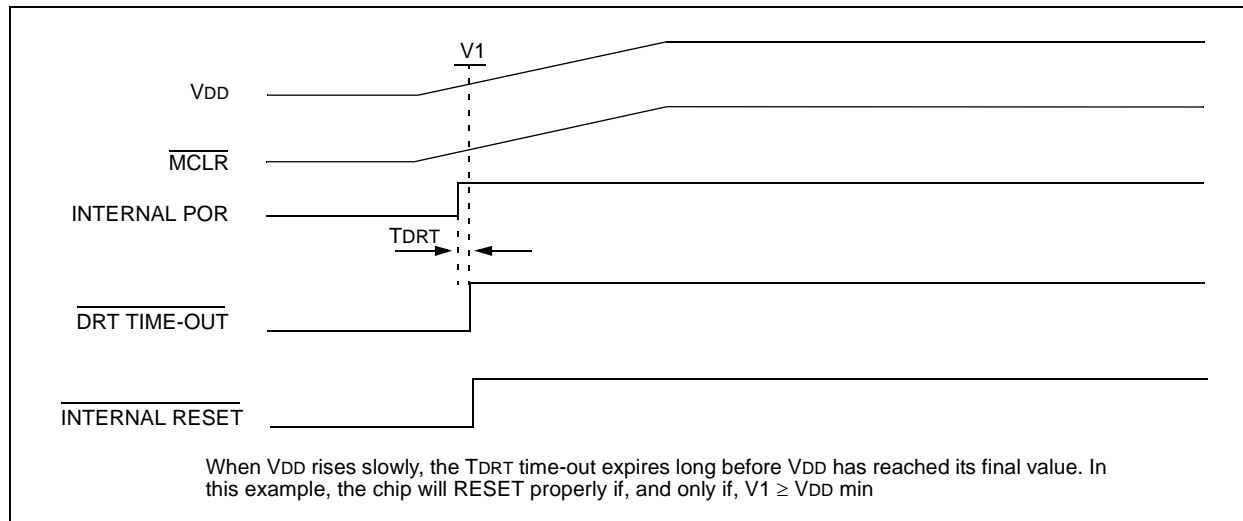 V1
VDD
MCLR
INTERNAL POR
TDRT
DRT TIME-OUT
INTERNAL RESET
When VDD rises slowly, the TDRT time-out expires long before VDD has reached its final value. In
this example, the chip will RESET properly if, and only if, V1 ≥ VDD min